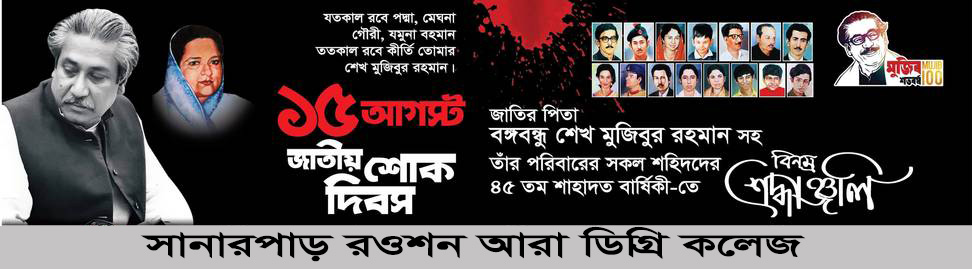 যতকাল রবে পদ্মা, মেঘনা
গৌরী, যমুনা বহমান
ততকাল রবে কীর্তি তোমার
শেখ মুজিবুর রহমান।
১৫ আগস্ট
জাতীয় শোক
দিবস
জাতির পিতা
বঙ্গবন্ধু শেখ মুজিবুর রহমান সহ
তাঁর পরিবারের সকল শহিদদের
৪৫ তম শাহাদত বার্ষিকী-তে
বিনম্র
শ্রদ্ধাঞ্জলি
মুজিব MUJIB
শতবর্ষ 100
সানারপাড় রওশন আরা ডিগ্রি কলেজ